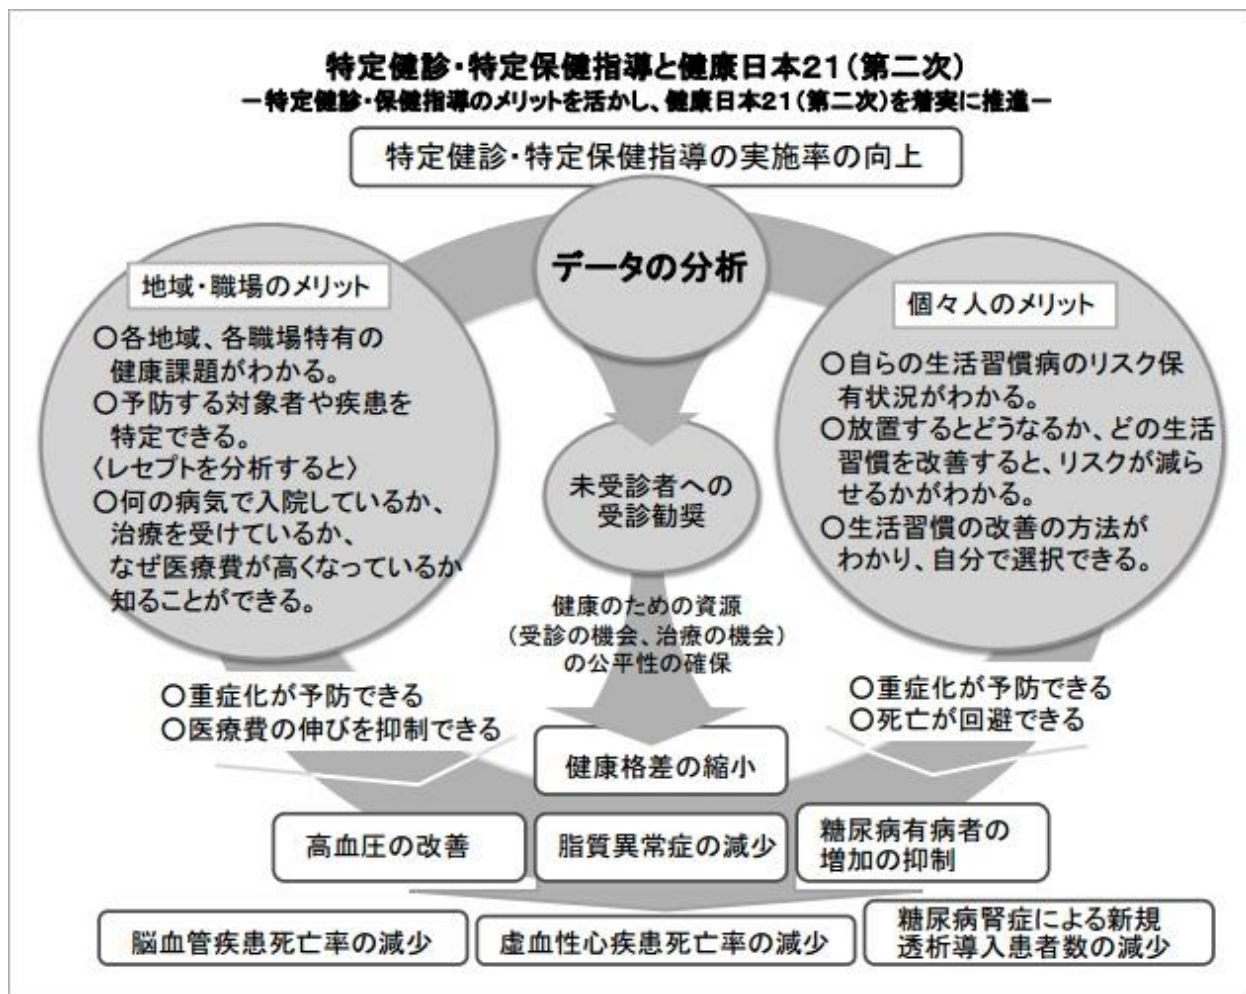 特定健診・特定保健指導と健康日本21(第二次)
－特定健診・保健指導のメリットを活かし、健康日本21(第二次)を着実に推進－
特定健診・特定保健指導の実施率の向上
データの分析
地域・職場のメリット
○各地域、各職場特有の
健康課題がわかる。
○予防する対象者や疾患を
特定できる。
〈レセプトを分析すると〉
○何の病気で入院しているか、
治療を受けているか、
なぜ医療費が高くなっているか
知ることができる。
○重症化が予防できる
○医療費の伸びを抑制できる
未受診者への
受診勧奨
健康のための資源
(受診の機会、治療の機会)
の公平性の確保
個々人のメリット
○自らの生活習慣病のリスク保
有状況がわかる。
○放置するとどうなるか、どの生活
習慣を改善すると、リスクが減ら
せるかがわかる。
○生活習慣の改善の方法が
わかり、自分で選択できる。
○重症化が予防できる
○死亡が回避できる
健康格差の縮小
高血圧の改善
脂質異常症の減少
糖尿病有病者の
増加の抑制
脳血管疾患死亡率の減少
虚血性心疾患死亡率の減少
糖尿病腎症による新規
透析導入患者数の減少